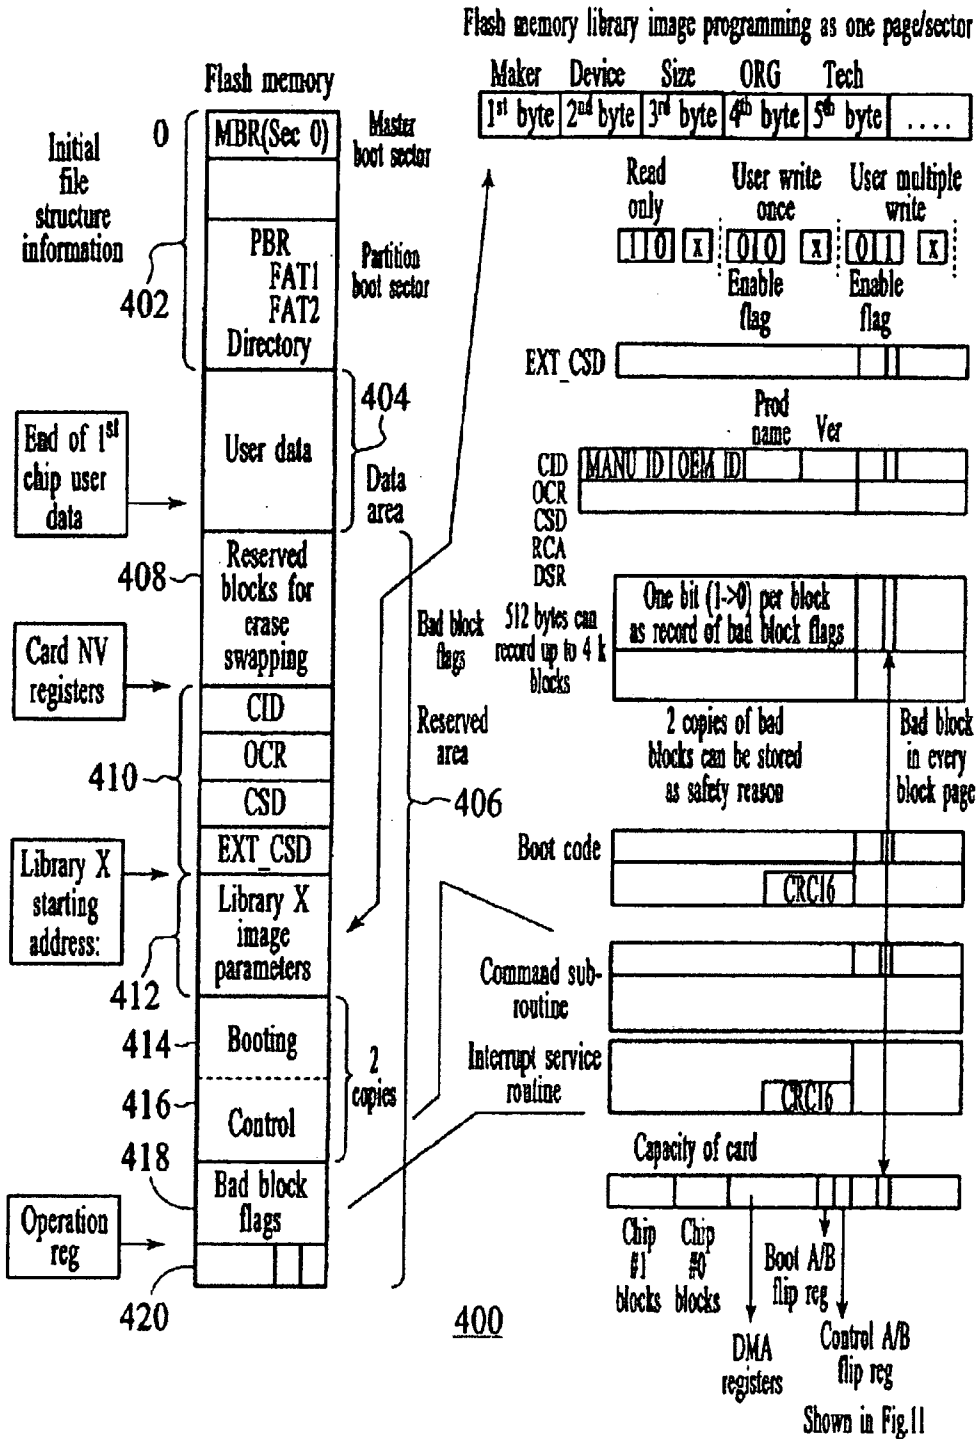 Flash memory library image programming as one page/sector
Maker Device Size ORG Tech
1st byte 2nd byte 3rd byte 4th byte 5th byte ....
Flash memory
0
MBR(Sec 0)
Master
boot sector
Initial
file
structure
information
402
PBR
FAT1
FAT2
Directory
Partition
boot sector
Read
only
User write
once
User multiple
write
1 0 x 0 0 x 0 1 x
Enable
flag
Enable
flag
EXT_CSD
404
User data
Data
area
End of 1st
chip user
data
Prod
name
Ver
CID
MANU ID OEM ID
OCR
CSD
RCA
DSR
408
Reserved
blocks for
erase
swapping
Bad block
flags
512 bytes can
record up to 4 k
blocks
One bit (1->0) per block
as record of bad block flags
Card NV
registers
Reserved
area
2 copies of bad
blocks can be stored
as safety reason
Bad block
in every
block page
410
CID
OCR
CSD
EXT_CSD
406
Library X
starting
address:
Library X
image
parameters
412
Boot code
CRC16
Command sub-
routine
414
Booting
2
copies
416
Control
Interrupt service
routine
CRC16
418
Bad block
flags
Capacity of card
Operation
reg
420
Chip
#1
blocks
Chip
#0
blocks
Boot A/B
flip reg
DMA
registers
Control A/B
flip reg
400
Shown in Fig.11